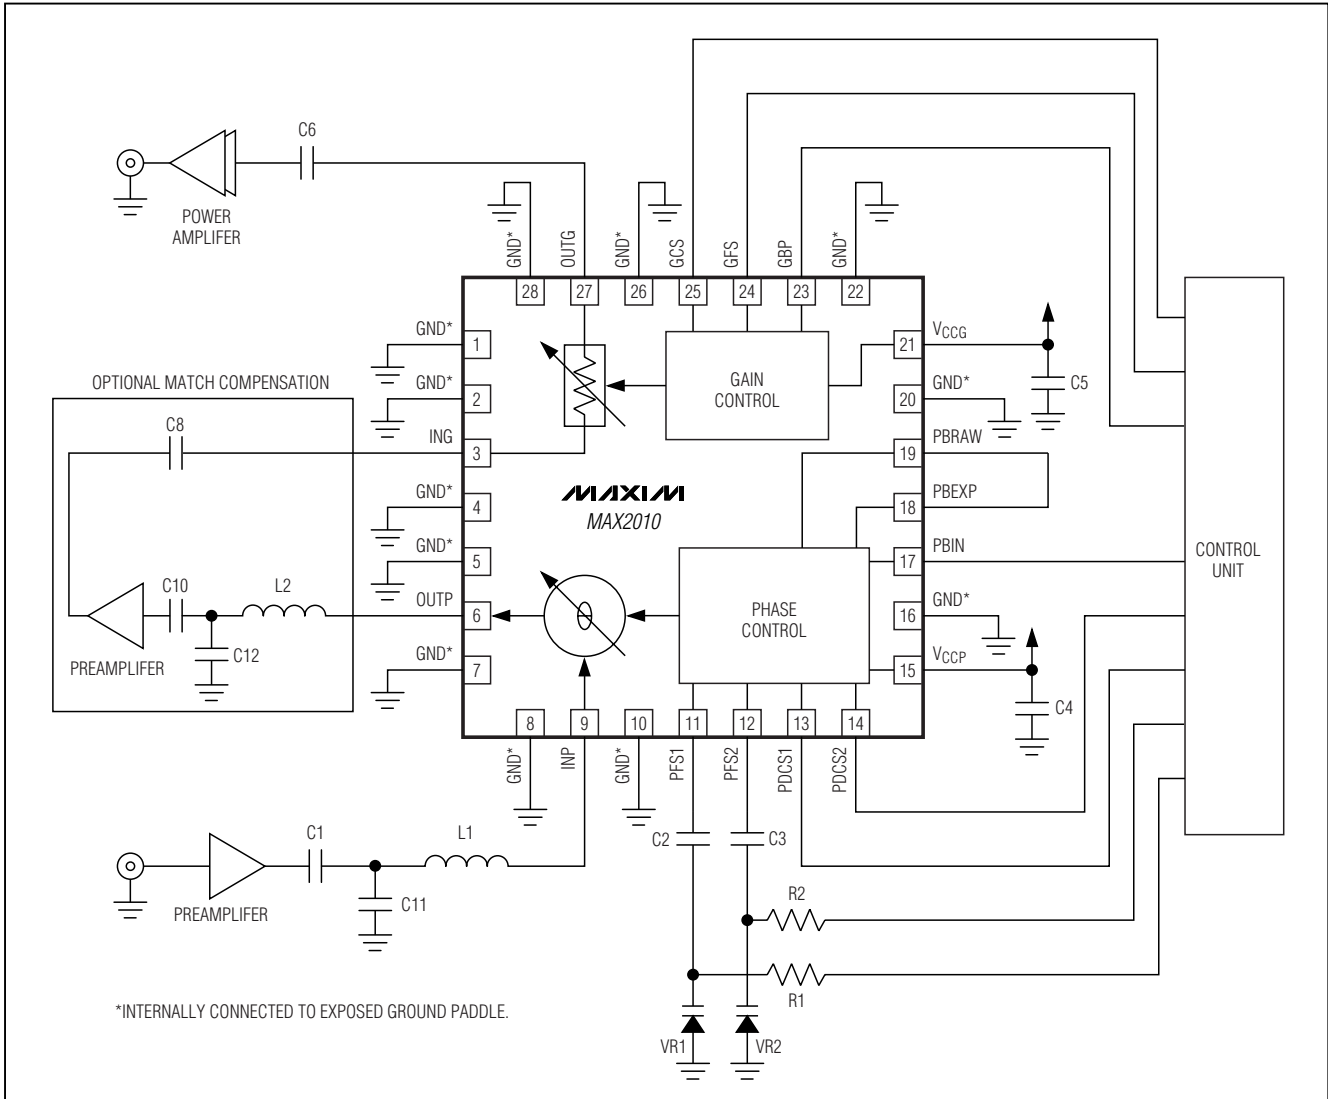 C6
POWER
AMPLIFER
GND*
OUTG
GND*
GCS
GFS
GBP
GND*
28
27
26
25
24
23
22
GND*
1
21
VCCG
C5
GAIN
CONTROL
OPTIONAL MATCH COMPENSATION
GND*
2
20
GND*
C8
ING
3
19
PBRAW
MAXIM
MAX2010
GND*
4
18
PBEXP
GND*
5
17
PBIN
CONTROL
UNIT
C10
L2
OUTP
6
PHASE
CONTROL
θ
16
GND*
PREAMPLIFER
C12
GND*
7
15
VCCP
C4
8
9
10
11
12
13
14
GND*
INP
GND*
PFS1
PFS2
PDCS1
PDCS2
C1
L1
C2
C3
PREAMPLIFER
C11
R2
R1
*INTERNALLY CONNECTED TO EXPOSED GROUND PADDLE.
VR1
VR2